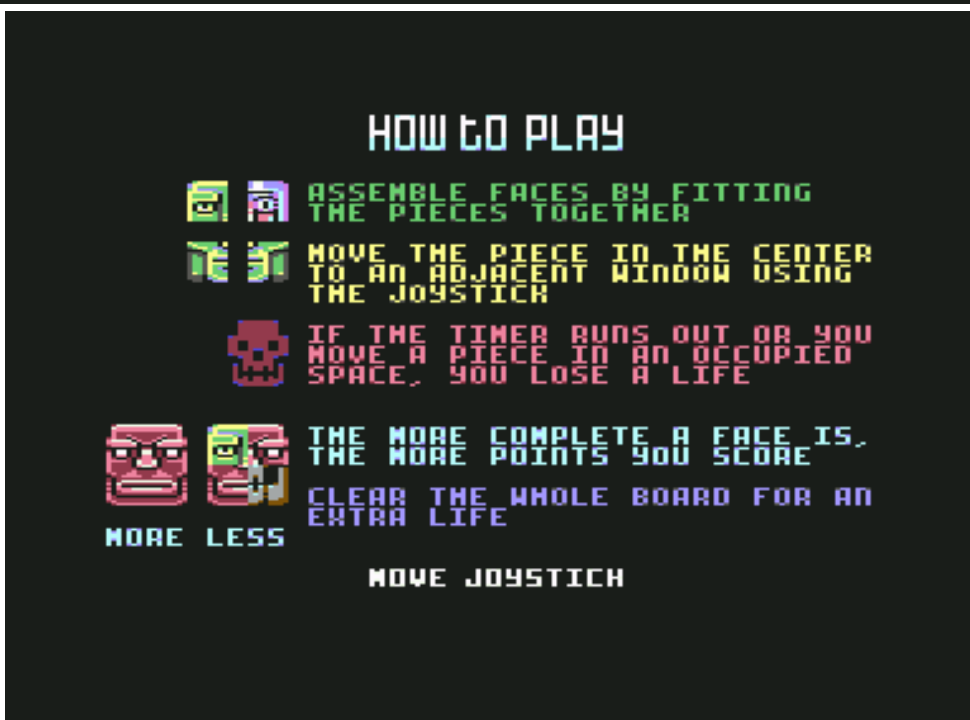 HOW tO PLAY
ASSEMBLE FACES BY FITTING
THE PIECES TOGETHER
MOVE THE PIECE IN THE CENTER
TO AN ADJACENT WINDOW USING
THE JOYSTICK
IF THE TIMER RUNS OUT OR YOU
MOVE A PIECE IN AN OCCUPIED
SPACE, YOU LOSE A LIFE
THE MORE COMPLETE A FACE IS,
THE MORE POINTS YOU SCORE
CLEAR THE WHOLE BOARD FOR AN
EXTRA LIFE
MORE LESS
MOVE JOYSTICK